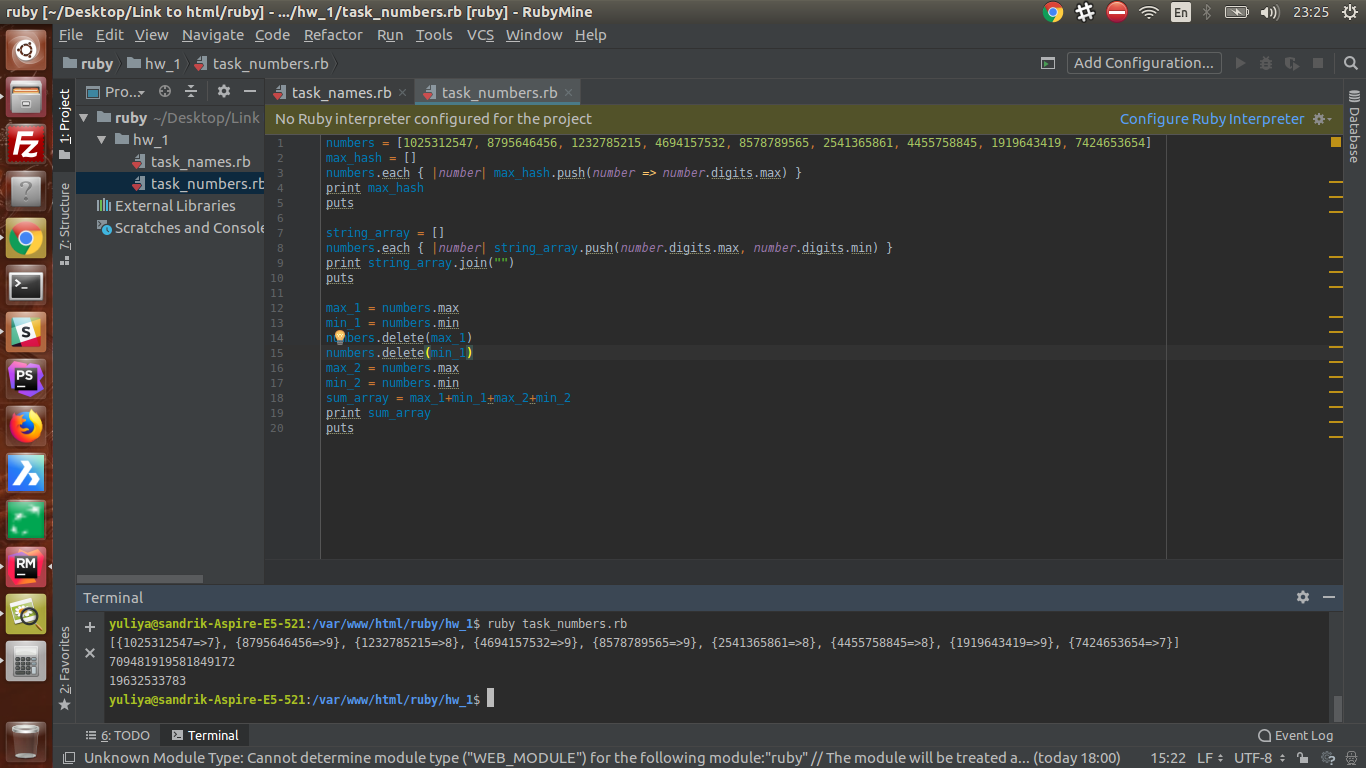 ruby [~/Desktop/Link to html/ruby] - .../hw_1/task_numbers.rb [ruby] - RubyMine
En
23:25
File Edit View Navigate Code Refactor Run Tools VCS Window Help
ruby hw_1 task_numbers.rb
Add Configuration...
1: Project
7: Structure
2: Favorites
Database
Pro...
ruby ~/Desktop/Link
hw_1
task_names.rb
task_numbers.rb
External Libraries
Scratches and Console
task_names.rb
task_numbers.rb
No Ruby interpreter configured for the project
Configure Ruby Interpreter
1 numbers = [1025312547, 8795646456, 1232785215, 4694157532, 8578789565, 2541365861, 4455758845, 1919643419, 7424653654]
2 max_hash = []
3 numbers.each { |number| max_hash.push(number => number.digits.max) }
4 print max_hash
5 puts
6
7 string_array = []
8 numbers.each { |number| string_array.push(number.digits.max, number.digits.min) }
9 print string_array.join("")
10 puts
11
12 max_1 = numbers.max
13 min_1 = numbers.min
14 numbers.delete(max_1)
15 numbers.delete(min_1)
16 max_2 = numbers.max
17 min_2 = numbers.min
18 sum_array = max_1+min_1+max_2+min_2
19 print sum_array
20 puts
Terminal
yuliya@sandrik-Aspire-E5-521:/var/www/html/ruby/hw_1$ ruby task_numbers.rb
[{1025312547=>7}, {8795646456=>9}, {1232785215=>8}, {4694157532=>9}, {8578789565=>9}, {2541365861=>8}, {4455758845=>8}, {1919643419=>9}, {7424653654=>7}]
709481919581849172
19632533783
yuliya@sandrik-Aspire-E5-521:/var/www/html/ruby/hw_1$
6: TODO
Terminal
Event Log
Unknown Module Type: Cannot determine module type ("WEB_MODULE") for the following module:"ruby" // The module will be treated a... (today 18:00)
15:22 LF UTF-8
Fz
?
S
PS
RM